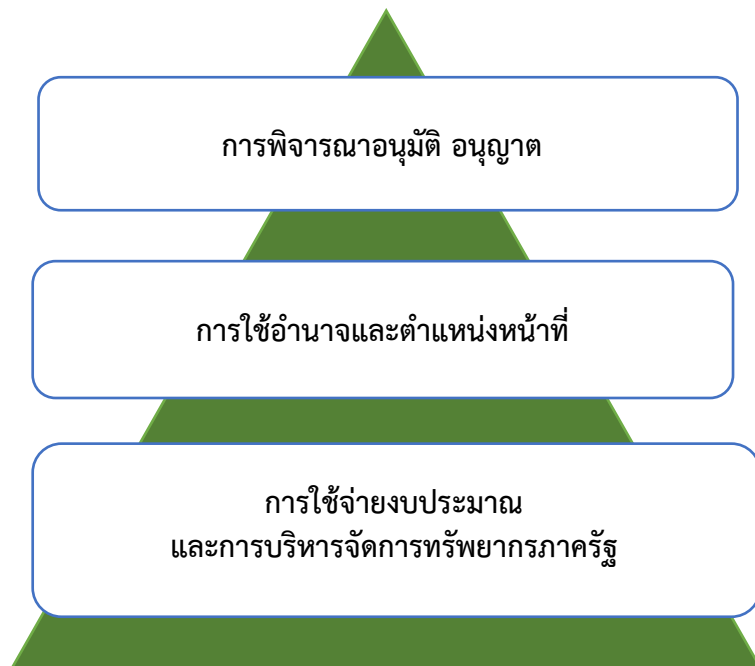 การพิจารณาอนุมัติ อนุญาต
การใช้อำนาจและตำแหน่งหน้าที่
การใช้จ่ายงบประมาณ
และการบริหารจัดการทรัพยากรภาครัฐ